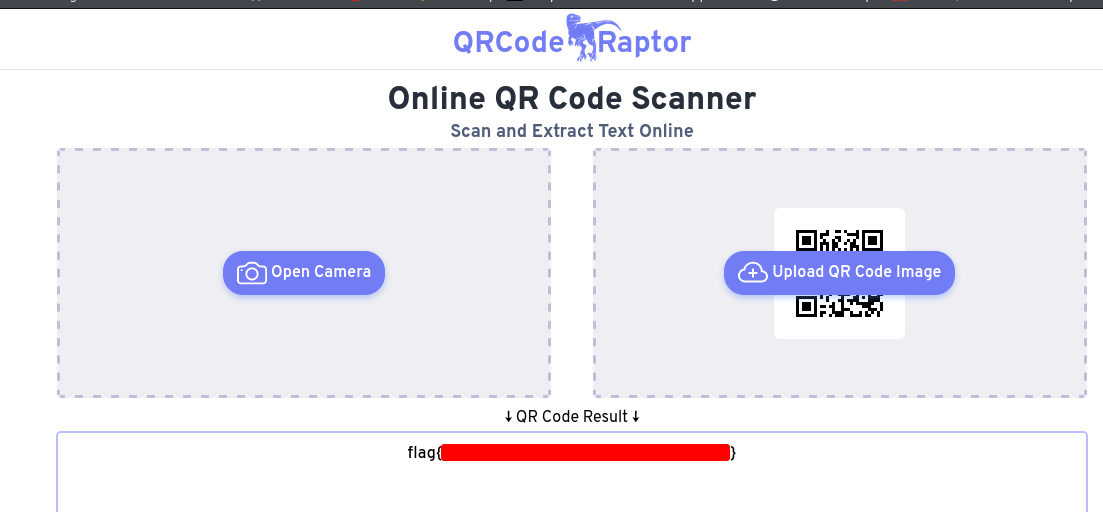 QRCode Raptor
Online QR Code Scanner
Scan and Extract Text Online
Open Camera
Upload QR Code Image
↓ QR Code Result ↓
flag{ }